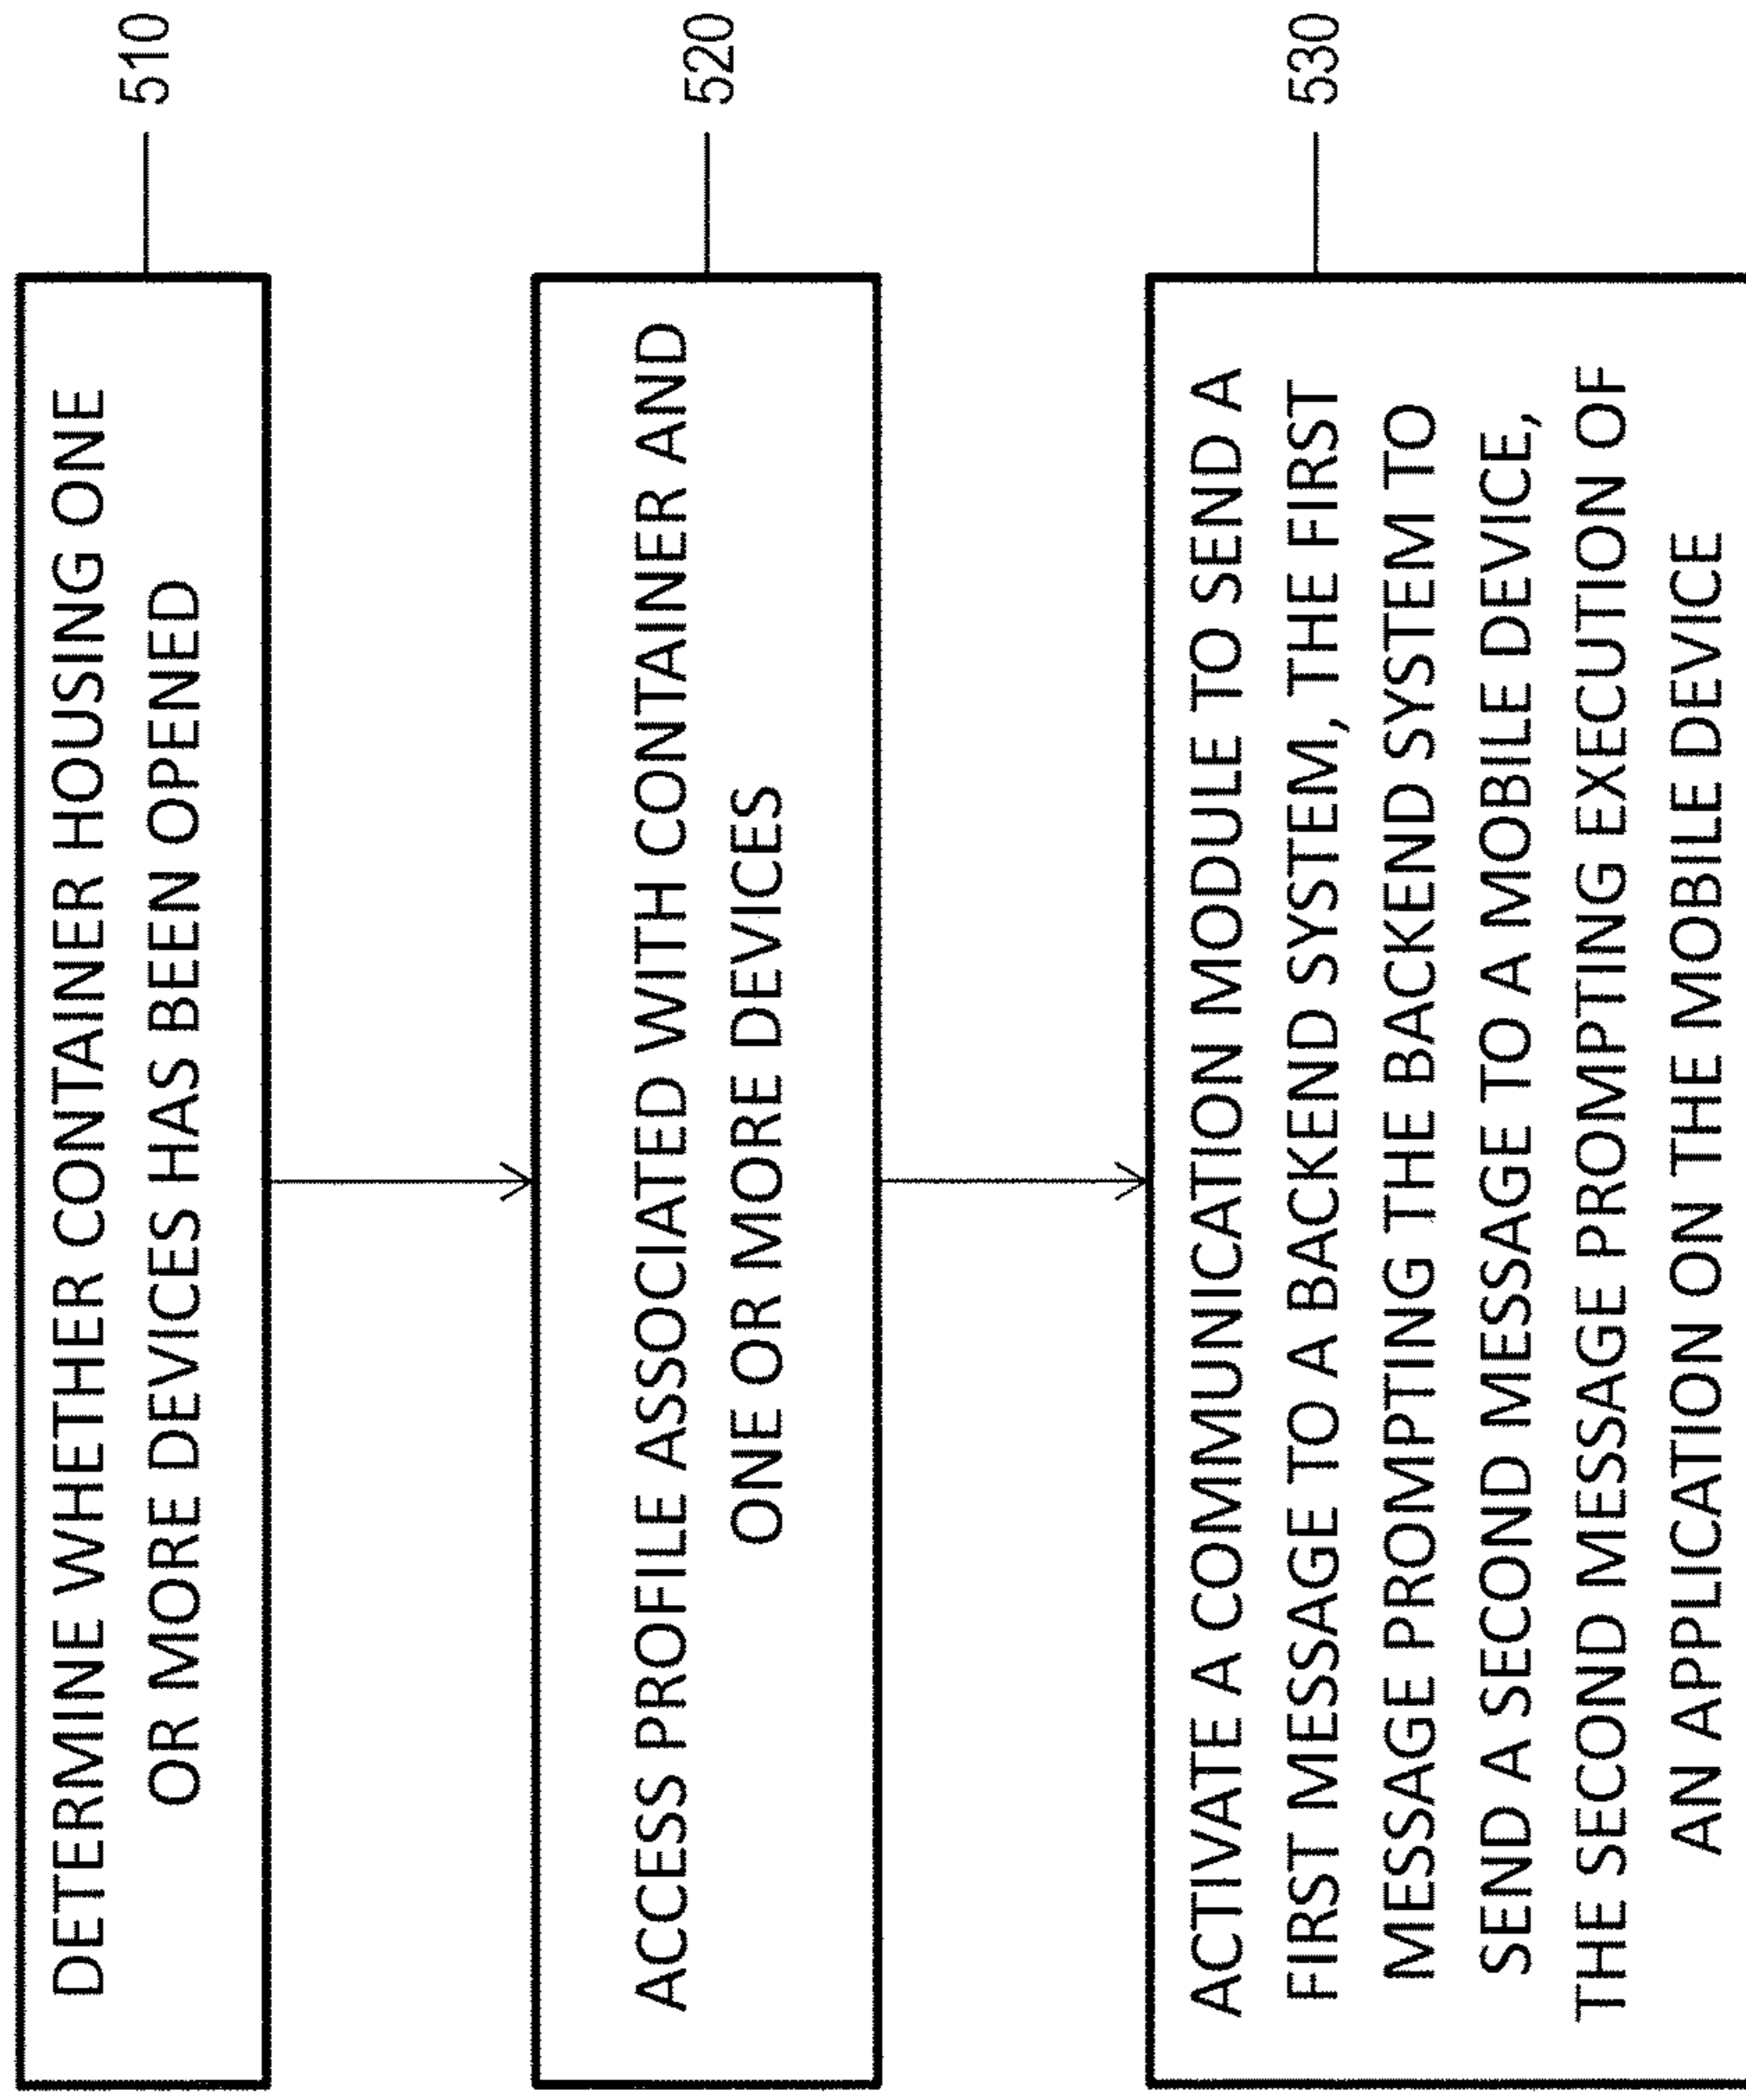 DETERMINE WHETHER CONTAINER HOUSING ONE
OR MORE DEVICES HAS BEEN OPENED
510
ACCESS PROFILE ASSOCIATED WITH CONTAINER AND
ONE OR MORE DEVICES
520
ACTIVATE A COMMUNICATION MODULE TO SEND A
FIRST MESSAGE TO A BACKEND SYSTEM, THE FIRST
MESSAGE PROMPTING THE BACKEND SYSTEM TO
SEND A SECOND MESSAGE TO A MOBILE DEVICE,
THE SECOND MESSAGE PROMPTING EXECUTION OF
AN APPLICATION ON THE MOBILE DEVICE
530